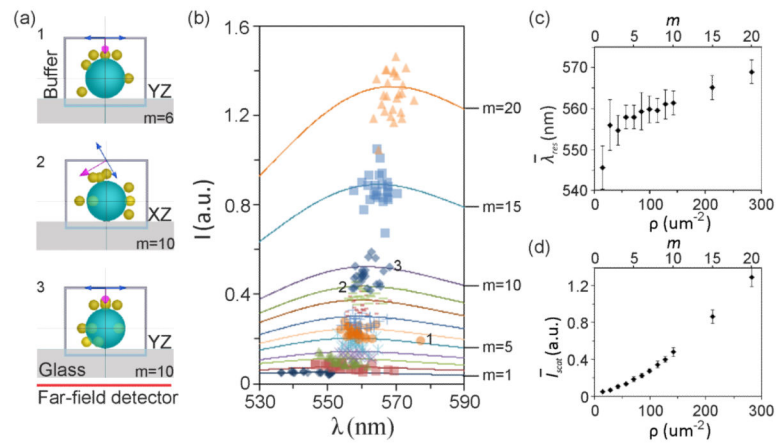 (a)
1
Buffer
YZ
m=6
2
XZ
m=10
3
YZ
Glass
m=10
Far-field detector
(b)
1.6
1.2
0.8
0.4
0
I (a.u.)
m=20
m=15
3
m=10
2
1
m=5
m=1
530 550 570 590
λ (nm)
(c)
m
0 5 10 15 20
570
560
550
540
λ̄res (nm)
0 100 200 300
ρ (um-2)
(d)
m
0 5 10 15 20
1.2
0.8
0.4
0
Īscat (a.u.)
0 100 200 300
ρ (um-2)